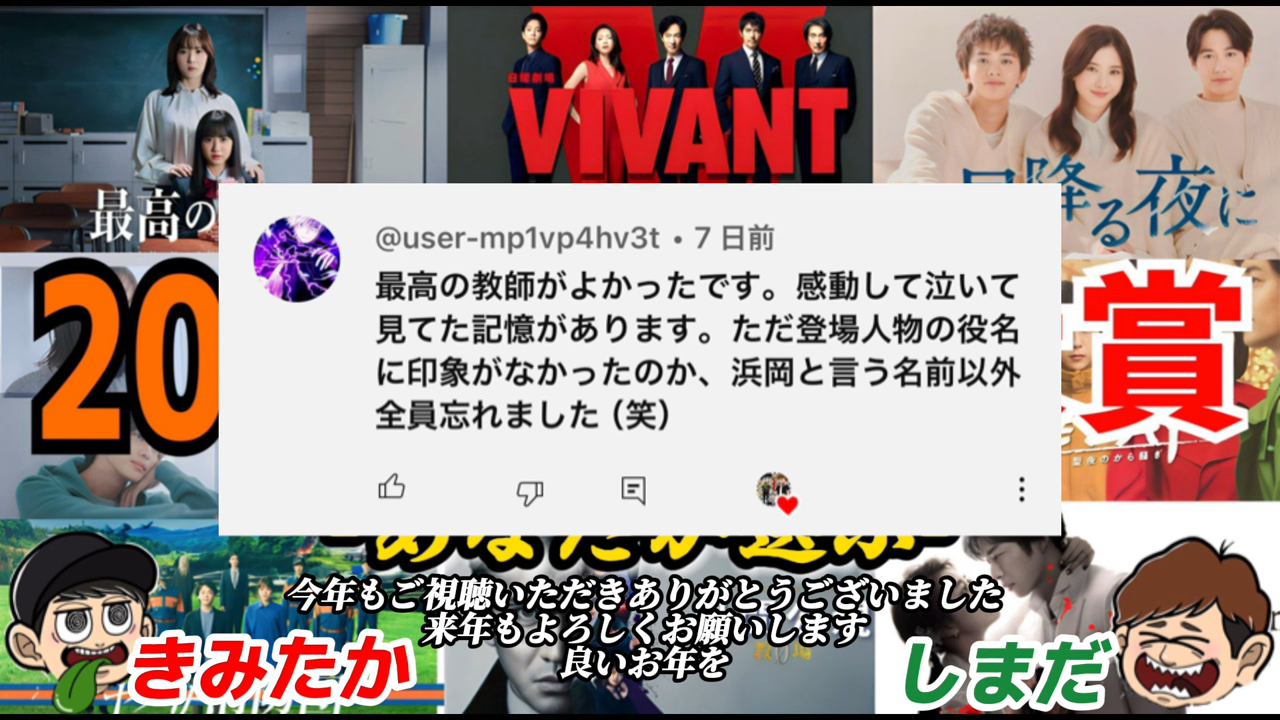 日曜劇場
VIVANT
最高の
降る夜に
@user-mp1vp4hv3t • 7 日前
最高の教師がよかったです。感動して泣いて
見てた記憶があります。ただ登場人物の役名
に印象がなかったのか、浜岡と言う名前以外
全員忘れました（笑）
20
賞
今年もご視聴いただきありがとうございました
来年もよろしくお願いします
良いお年を
きみたか
しまだ